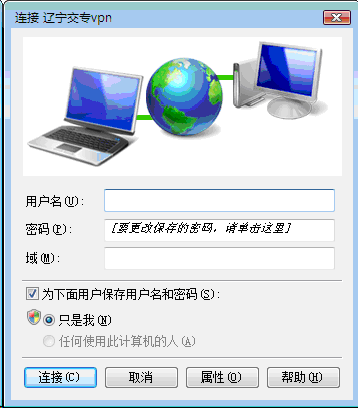 连接 辽宁交专vpn
用户名(U):
密码(P): [要更改保存的密码，请单击这里]
域(M):
为下面用户保存用户名和密码(S):
只是我(N)
任何使用此计算机的人(A)
连接(C) 取消 属性(O) 帮助(H)